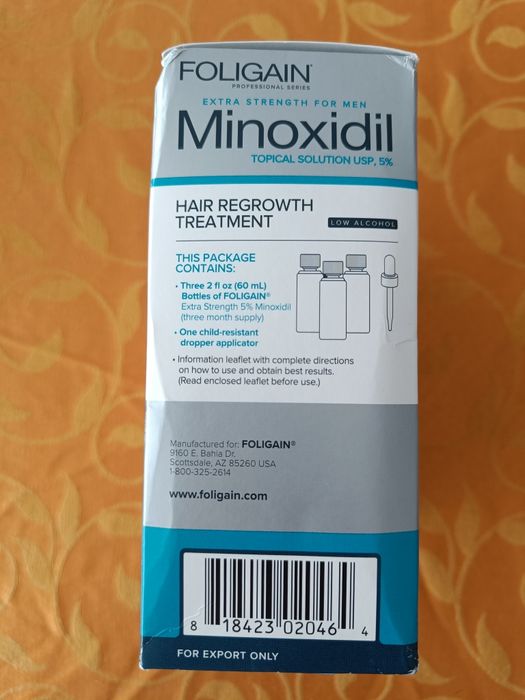 FOLIGAIN®
PROFESSIONAL SERIES
EXTRA STRENGTH FOR MEN
Minoxidil
TOPICAL SOLUTION USP, 5%
HAIR REGROWTH
TREATMENT
LOW ALCOHOL
THIS PACKAGE
CONTAINS:
• Three 2 fl oz (60 mL)
Bottles of FOLIGAIN®
Extra Strength 5% Minoxidil
(three month supply)
• One child-resistant
dropper applicator
• Information leaflet with complete directions
on how to use and obtain best results.
(Read enclosed leaflet before use.)
Manufactured for: FOLIGAIN®
9160 E. Bahia Dr.
Scottsdale, AZ 85260 USA
1-800-325-2614
www.foligain.com
8 18423 02046 4
FOR EXPORT ONLY